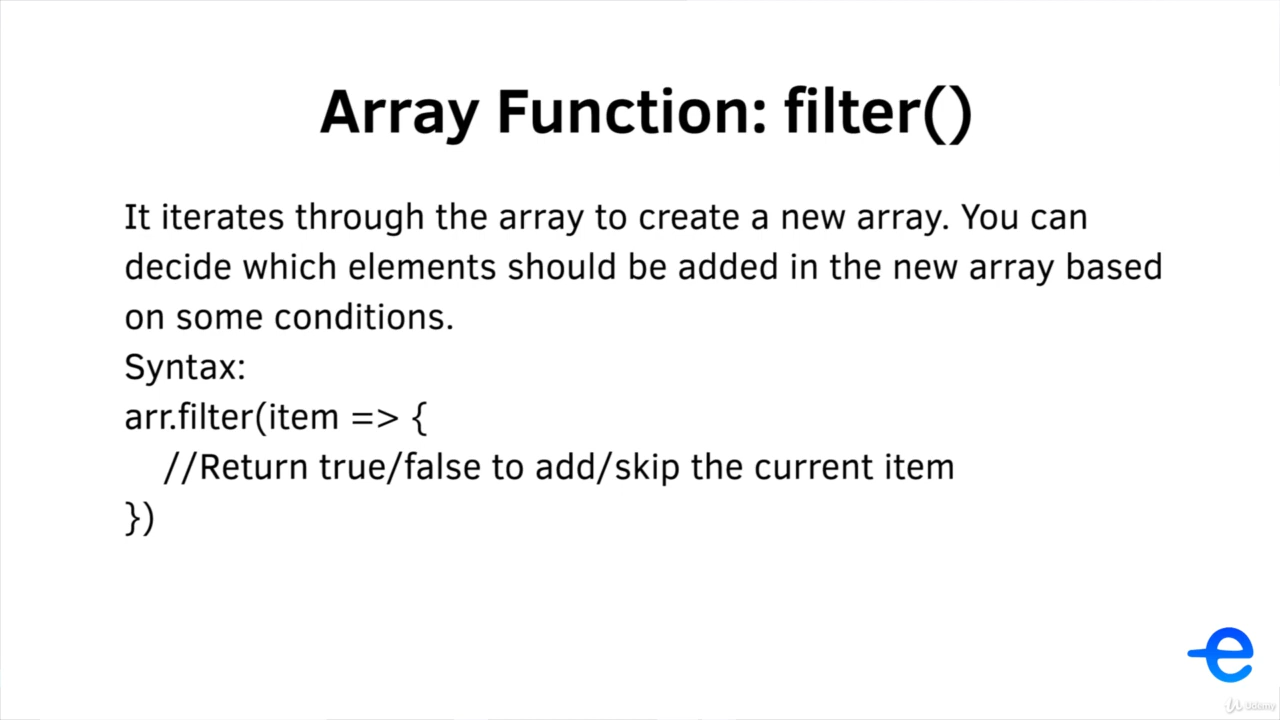 Array Function: filter()
It iterates through the array to create a new array. You can
decide which elements should be added in the new array based
on some conditions.
Syntax:
arr.filter(item => {
//Return true/false to add/skip the current item
})
Udemy